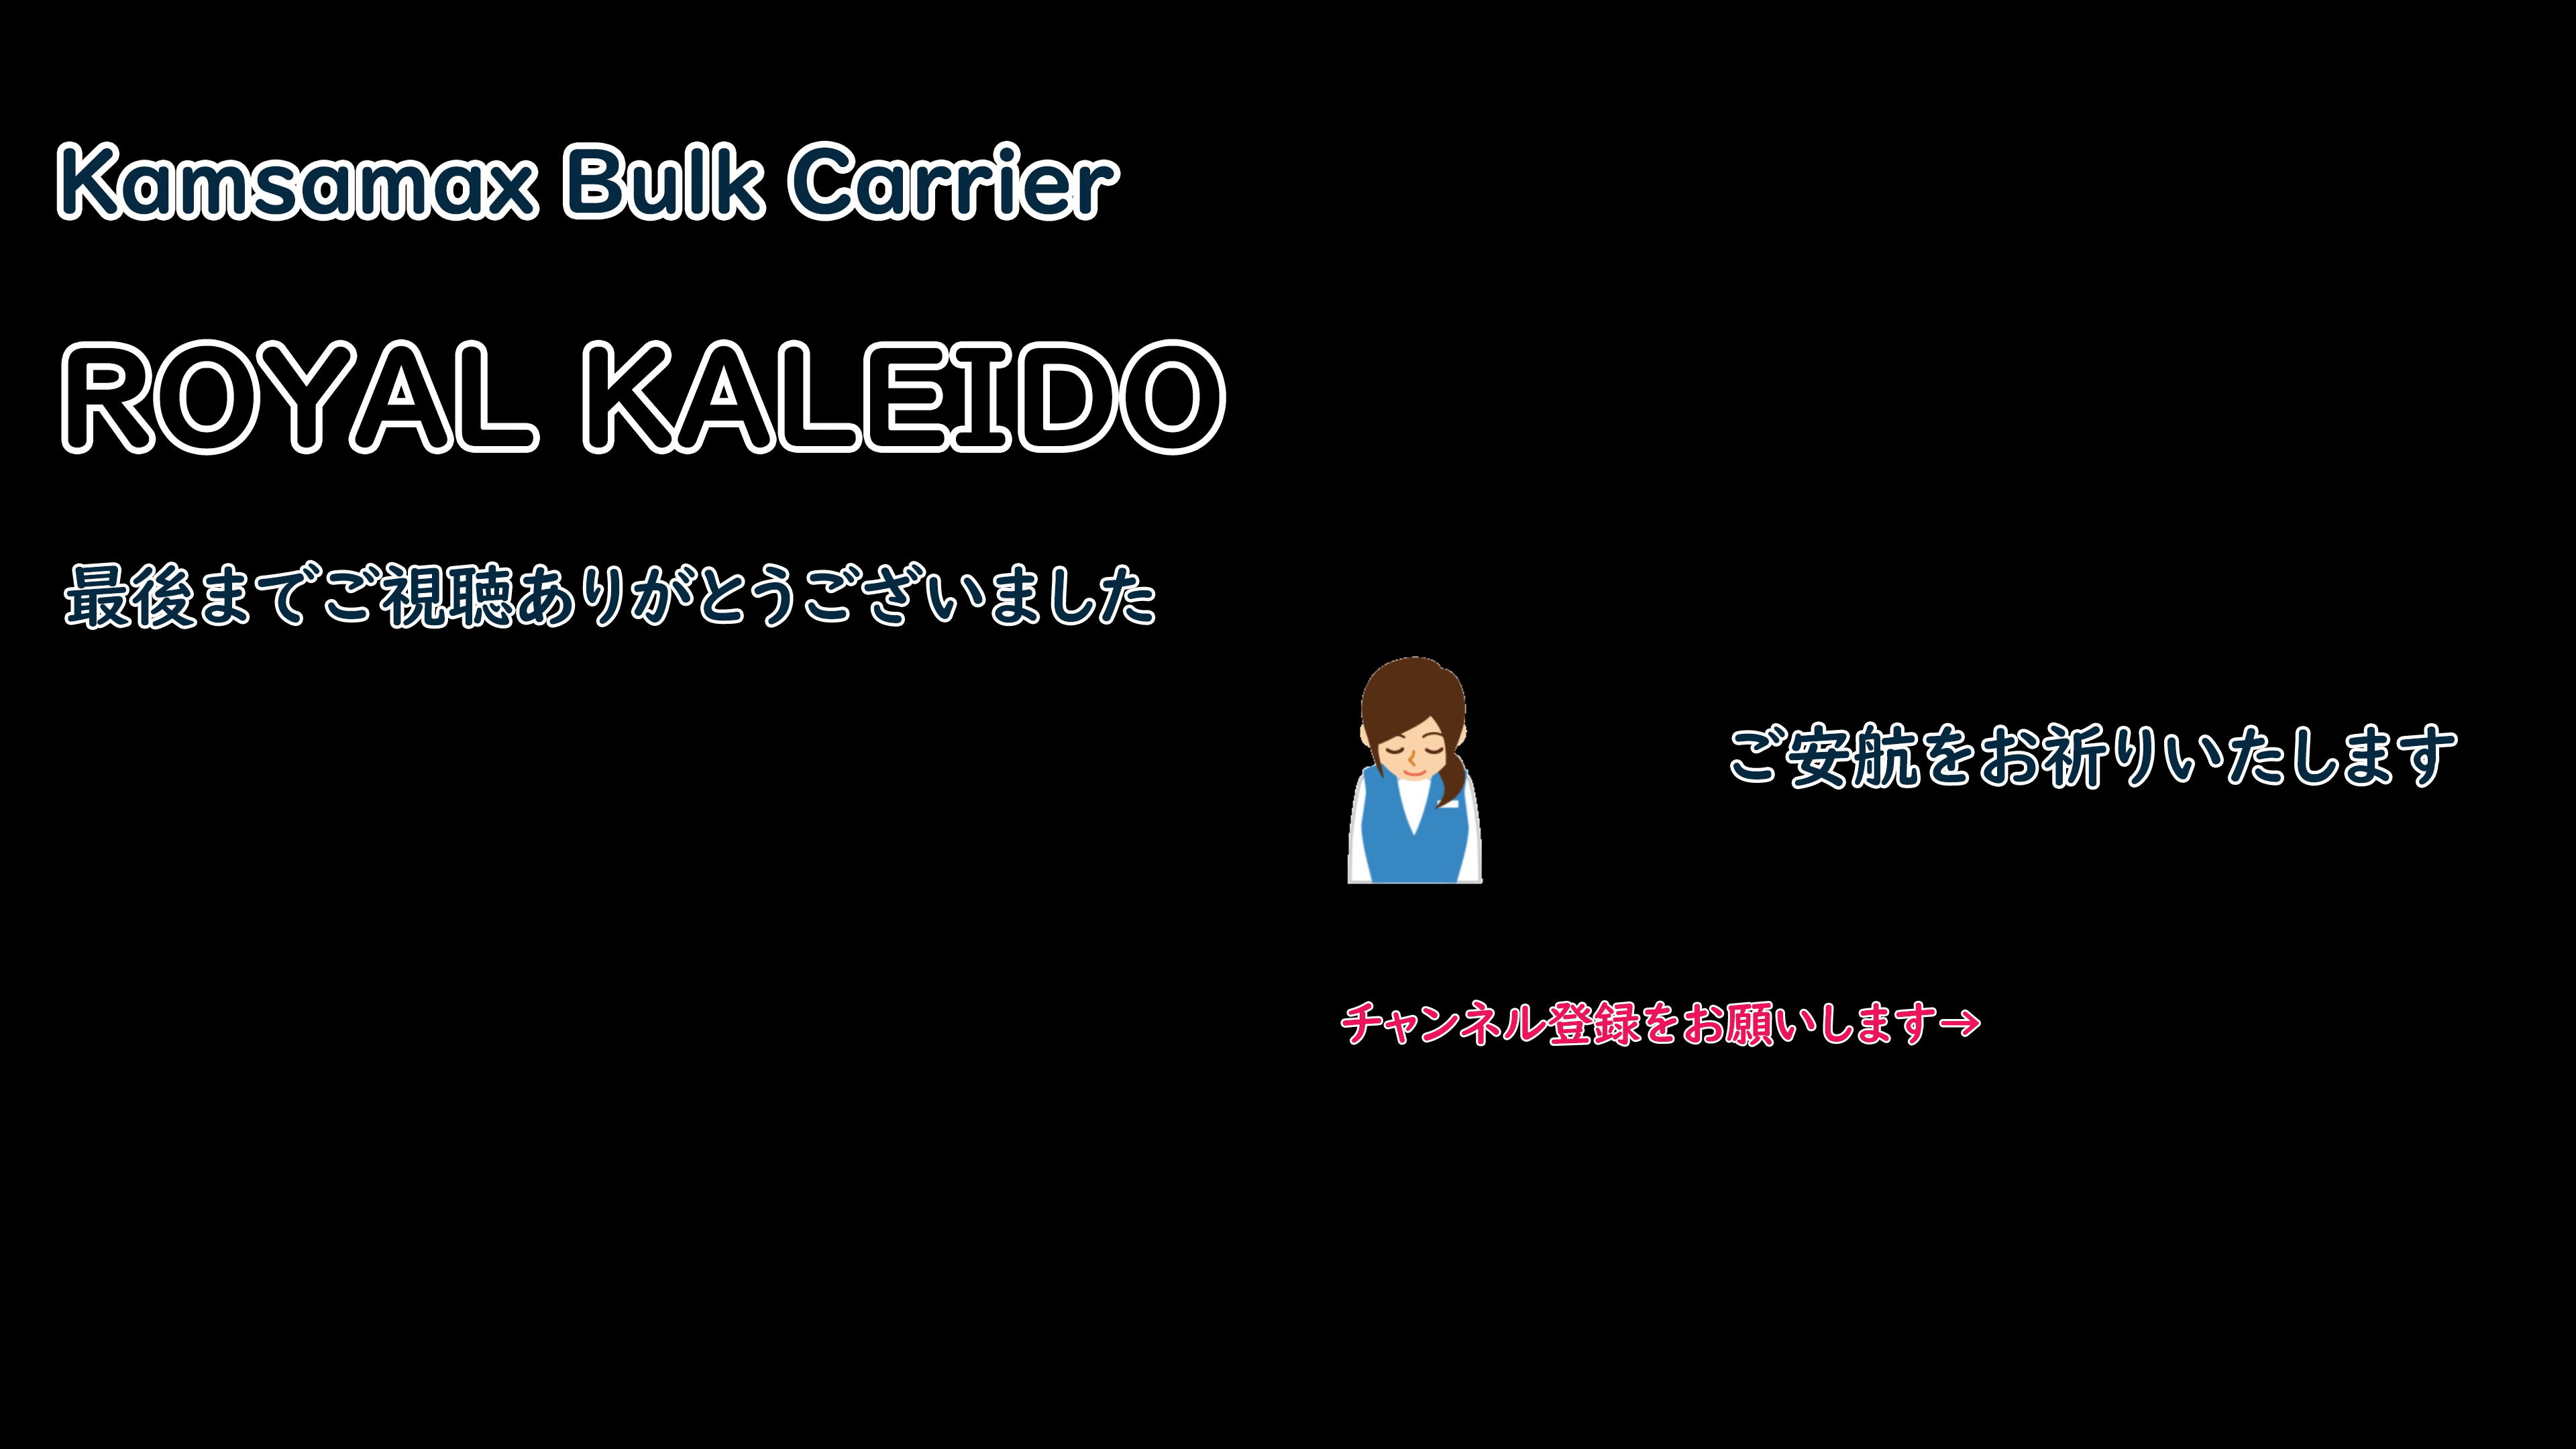 Kamsamax Bulk Carrier
ROYAL KALEIDO
最後までご視聴ありがとうございました
ご安航をお祈りいたします
チャンネル登録をお願いします→